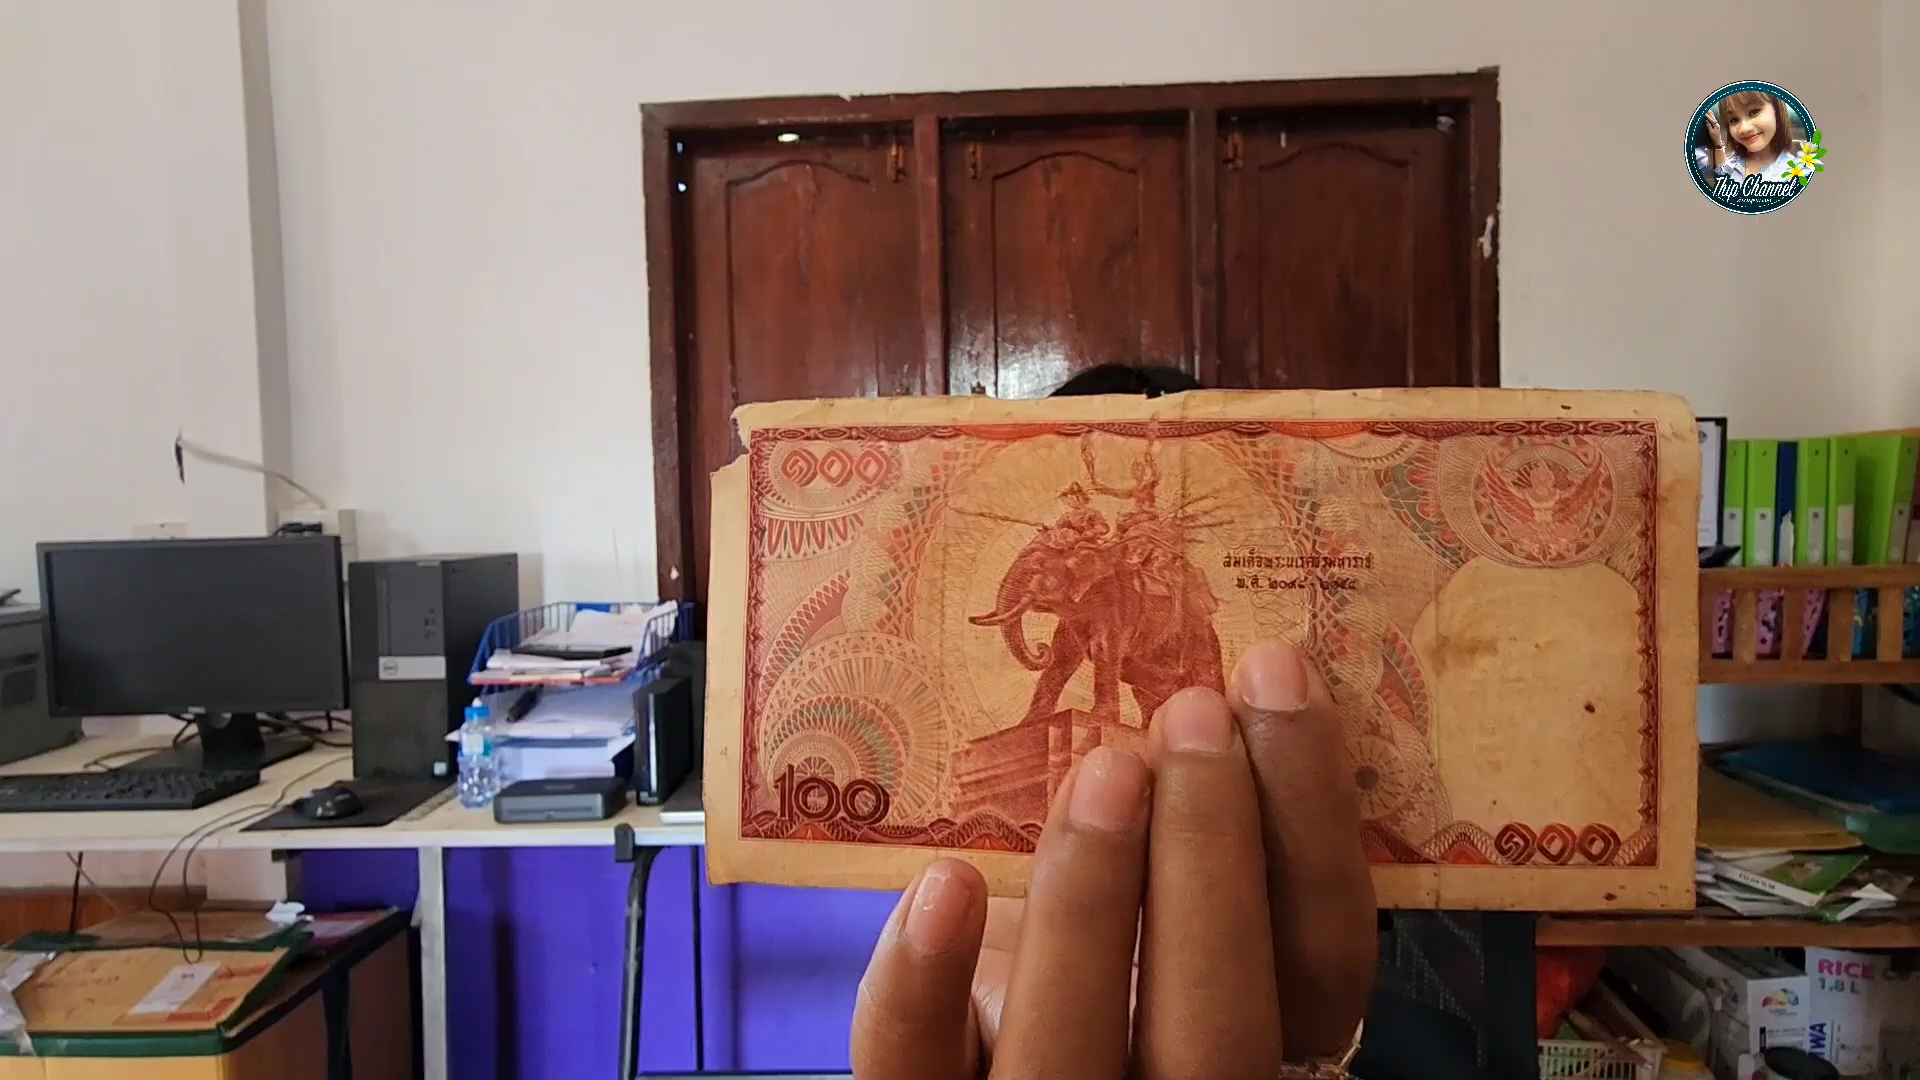 Thip Channel
๑๐๐
สมเด็จพระนเรศวรมหาราช
พ.ศ. ๒๐๙๘ - ๒๑๔๘
100
๑๐๐
RICE
1.8 L